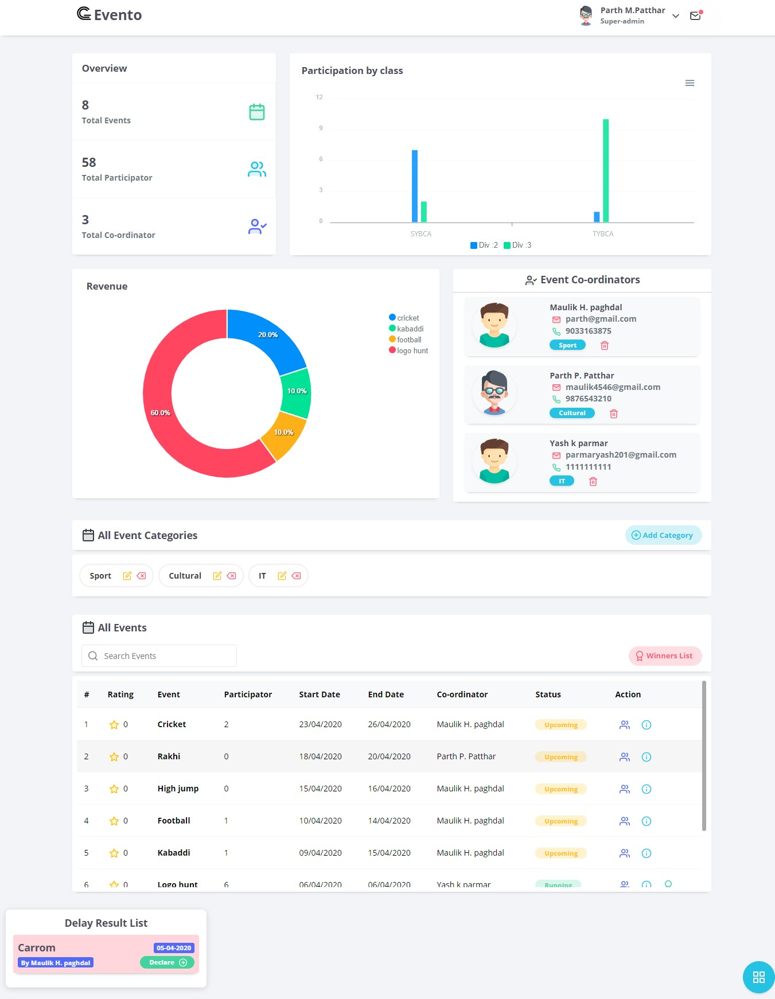 Evento
Parth M.Patthar
Super-admin
Overview
8
Total Events
58
Total Participator
3
Total Co-ordinator
Participation by class
12
9
6
3
0
SYBCA TYBCA
Div :2 Div :3
Revenue
20.0%
10.0%
10.0%
60.0%
cricket
kabaddi
football
logo hunt
Event Co-ordinators
Maulik H. paghdal
parth@gmail.com
9033163875
Sport
Parth P. Patthar
maulik4546@gmail.com
9876543210
Cultural
Yash k parmar
parmaryash201@gmail.com
1111111111
IT
All Event Categories
Add Category
Sport Cultural IT
All Events
Search Events
Winners List
# Rating Event Participator Start Date End Date Co-ordinator Status Action
1 0 Cricket 2 23/04/2020 26/04/2020 Maulik H. paghdal Upcoming
2 0 Rakhi 0 18/04/2020 20/04/2020 Parth P. Patthar Upcoming
3 0 High jump 0 15/04/2020 16/04/2020 Maulik H. paghdal Upcoming
4 0 Football 1 10/04/2020 14/04/2020 Maulik H. paghdal Upcoming
5 0 Kabaddi 1 09/04/2020 15/04/2020 Maulik H. paghdal Upcoming
6 0 Logo hunt 6 06/04/2020 06/04/2020 Yash k parmar Running
Delay Result List
Carrom 05-04-2020
By Maulik H. paghdal Declare